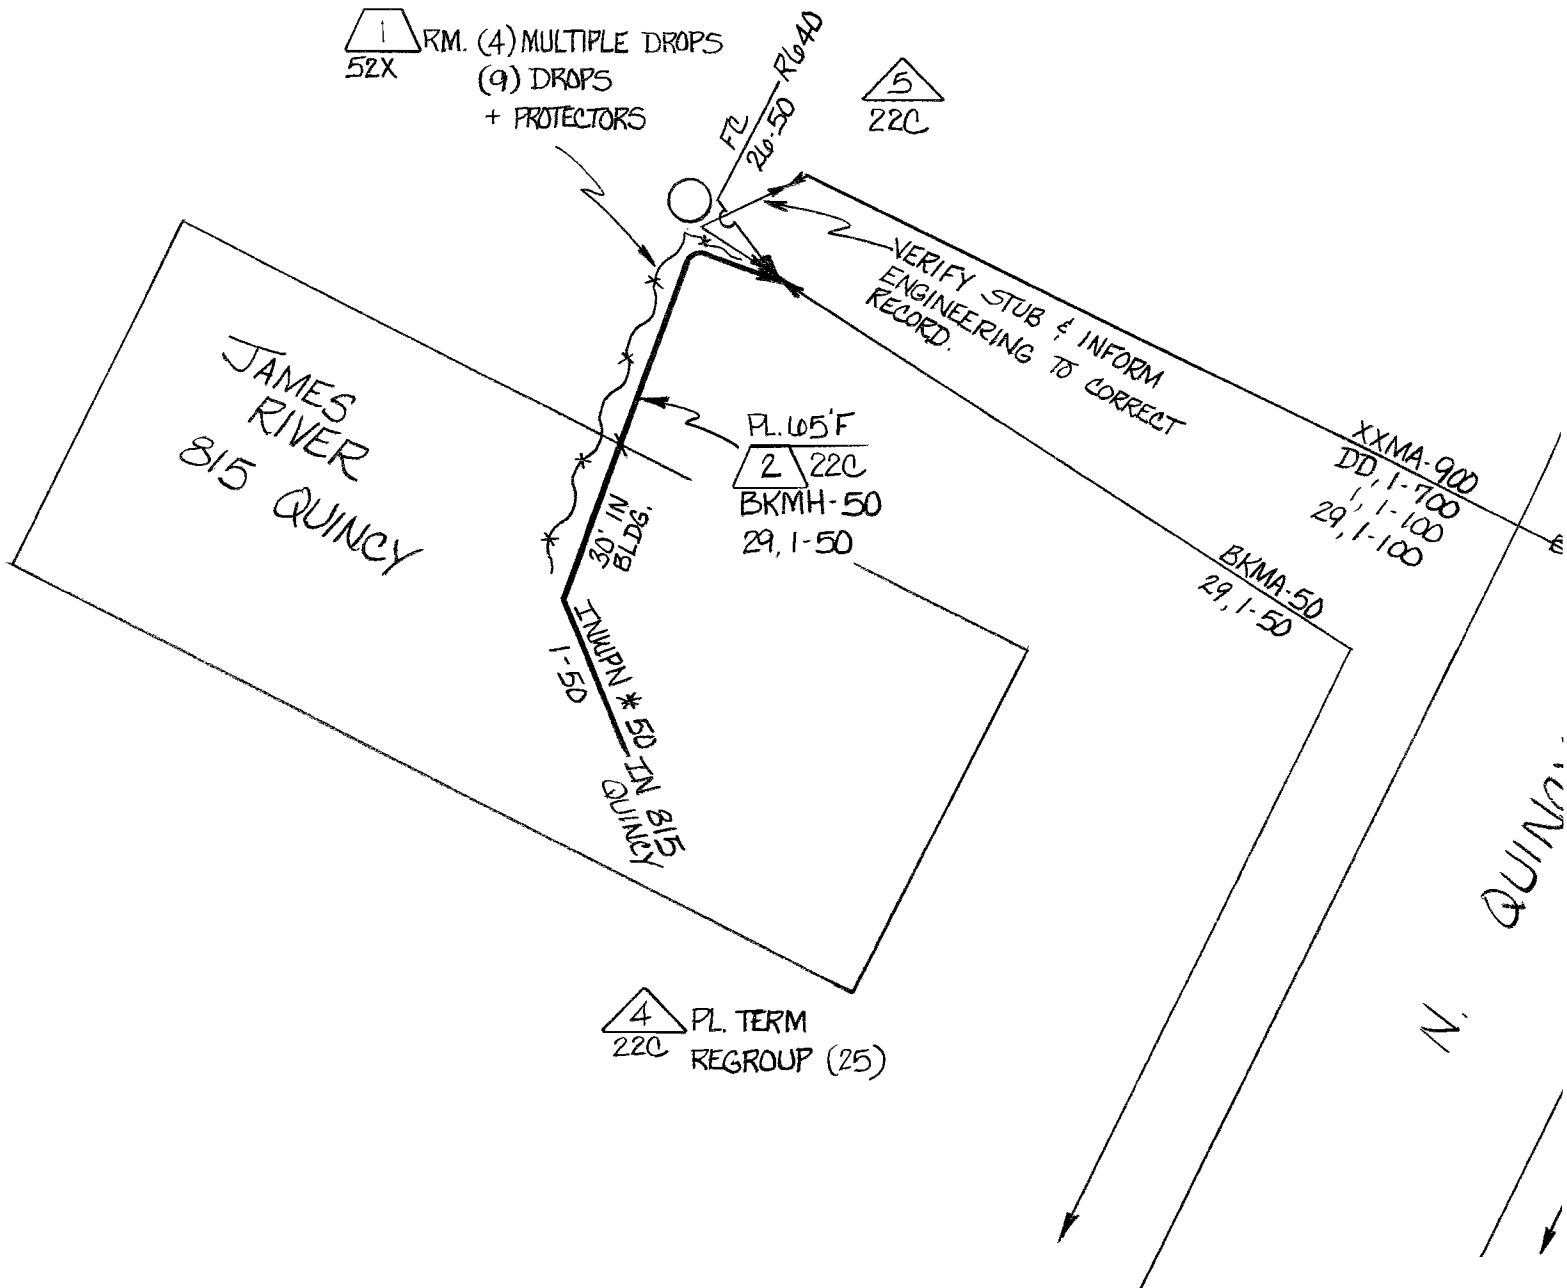 1 RM. (4) MULTIPLE DROPS
52X (9) DROPS
+ PROTECTORS
FC R640
26-50
5
22C
VERIFY STUB & INFORM
ENGINEERING TO CORRECT
RECORD.
JAMES
RIVER
815 QUINCY
PL. 65'F
2 22C
BKMH-50
29, 1-50
30' IN
BLDG.
INWPN * 50 IN 815
QUINCY
1-50
XXMA-900
DD, 1-700
1, 1-100
29, 1-100
BKMA-50
29, 1-50
N. QUINCY
4 PL. TERM
22C REGROUP (25)